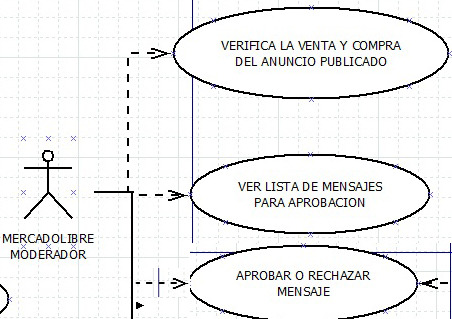 VERIFICA LA VENTA Y COMPRA
DEL ANUNCIO PUBLICADO
VER LISTA DE MENSAJES
PARA APROBACION
MERCADOLIBRE
MODERADOR
APROBAR O RECHAZAR
MENSAJE